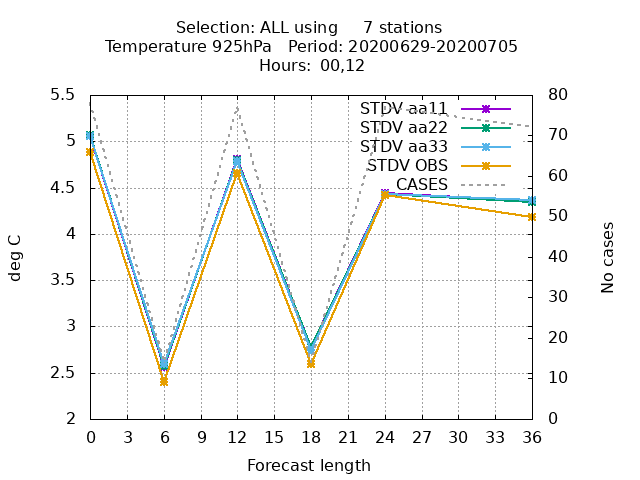 Selection: ALL using 7 stations
Temperature 925hPa Period: 20200629-20200705
Hours: 00,12
5.5
5
4.5
4
3.5
3
2.5
2
deg C
STDV aa11
STDV aa22
STDV aa33
STDV OBS
CASES
80
70
60
50
40
30
20
10
0
No cases
0 3 6 9 12 15 18 21 24 27 30 33 36
Forecast length